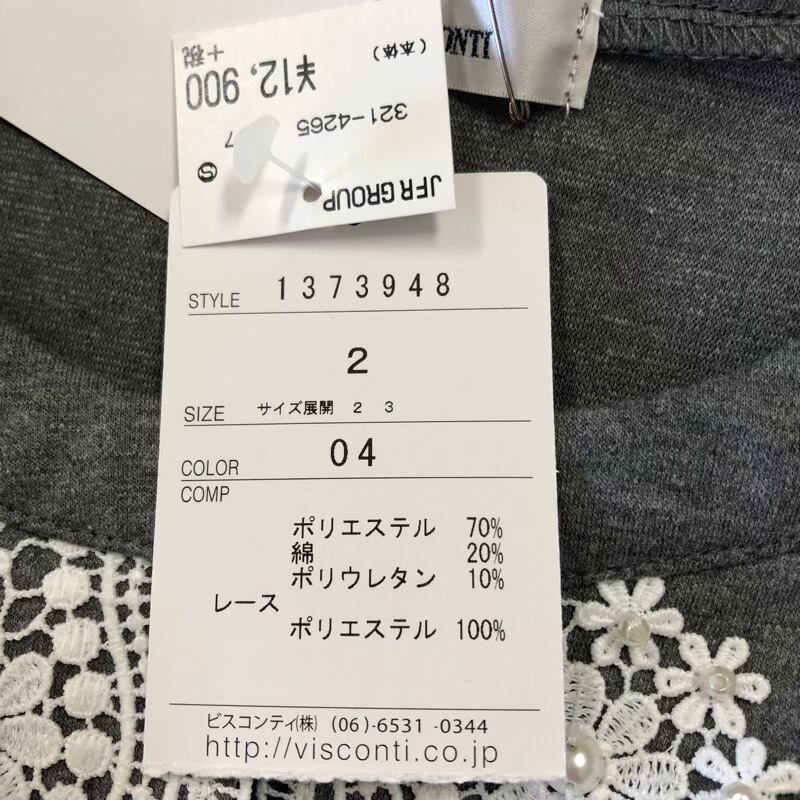 ONTI
(本体)
¥12,900
+税
321-4265
7
S
JFR GROUP
STYLE 1373948
2
SIZE サイズ展開 2 3
COLOR 04
COMP
ポリエステル 70%
綿 20%
ポリウレタン 10%
レース
ポリエステル 100%
ビスコンティ(株) (06)-6531-0344
http://visconti.co.jp